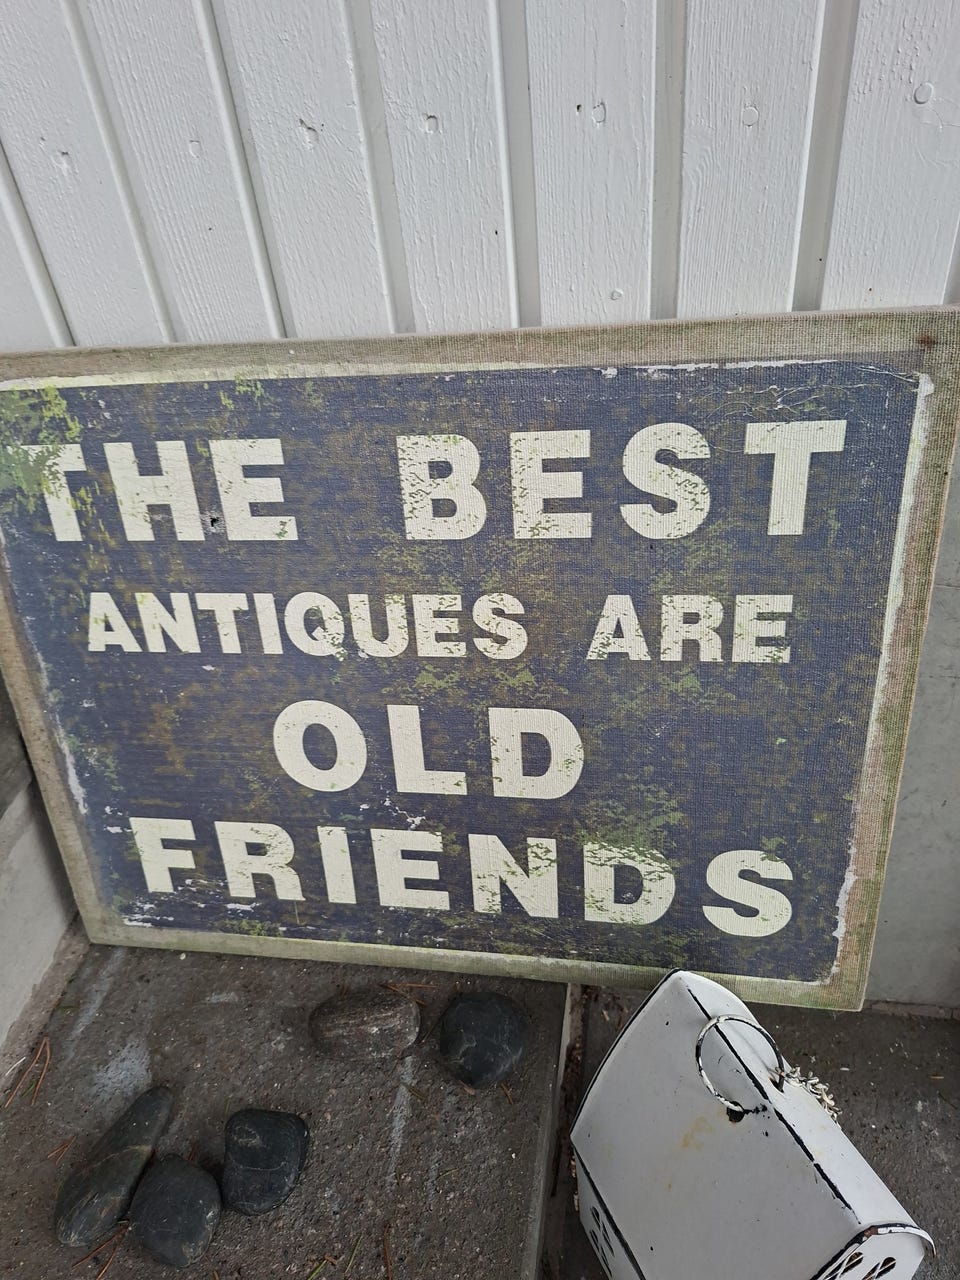 THE BEST
ANTIQUES ARE
OLD
FRIENDS